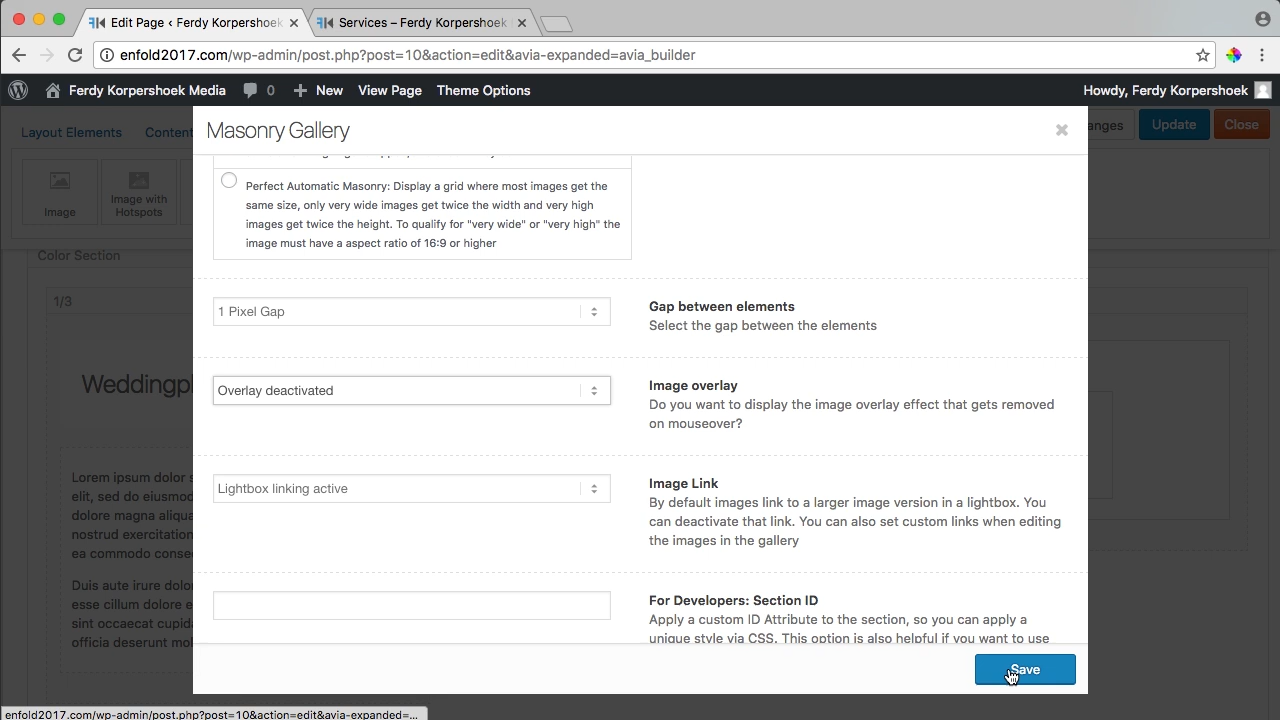 Edit Page ‹ Ferdy Korpershoek
Services – Ferdy Korpershoek
enfold2017.com/wp-admin/post.php?post=10&action=edit&avia-expanded=avia_builder
Ferdy Korpershoek Media 0 New View Page Theme Options Howdy, Ferdy Korpershoek
Layout Elements Conten
anges Update Close
Masonry Gallery
Image
Image with Hotspots
Perfect Automatic Masonry: Display a grid where most images get the
same size, only very wide images get twice the width and very high
images get twice the height. To qualify for "very wide" or "very high" the
image must have a aspect ratio of 16:9 or higher
Color Section
1/3
1 Pixel Gap
Gap between elements
Select the gap between the elements
Weddingpl
Overlay deactivated
Image overlay
Do you want to display the image overlay effect that gets removed
on mouseover?
Lorem ipsum dolor s
elit, sed do eiusmod
dolore magna aliqua
nostrud exercitation
ea commodo conse
Lightbox linking active
Image Link
By default images link to a larger image version in a lightbox. You
can deactivate that link. You can also set custom links when editing
the images in the gallery
Duis aute irure dolo
esse cillum dolore e
sint occaecat cupida
officia deserunt mol
For Developers: Section ID
Apply a custom ID Attribute to the section, so you can apply a
unique style via CSS. This option is also helpful if you want to use
Save
enfold2017.com/wp-admin/post.php?post=10&action=edit&avia-expanded=...